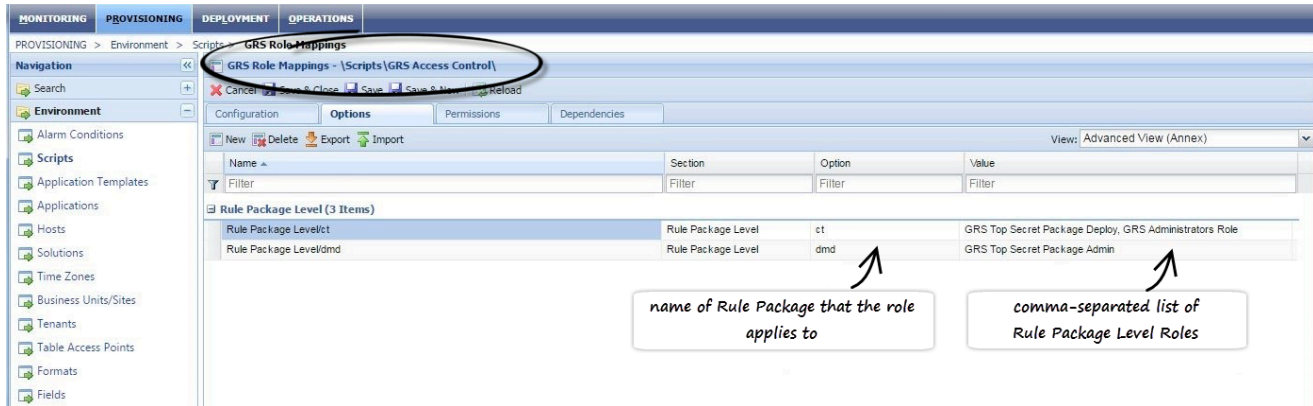 MONITORING PROVISIONING DEPLOYMENT OPERATIONS
PROVISIONING > Environment > Scripts > GRS Role Mappings
Navigation
GRS Role Mappings - \Scripts\GRS Access Control\
Search
Cancel Save & Close Save Save & New Reload
Environment
Configuration Options Permissions Dependencies
Alarm Conditions
New Delete Export Import View: Advanced View (Annex)
Scripts
Name Section Option Value
Application Templates
Filter Filter Filter Filter
Applications
Rule Package Level (3 Items)
Hosts
Rule Package Level/ct Rule Package Level ct GRS Top Secret Package Deploy, GRS Administrators Role
Solutions
Rule Package Level/dmd Rule Package Level dmd GRS Top Secret Package Admin
Time Zones
Business Units/Sites
name of Rule Package that the role
applies to
comma-separated list of
Rule Package Level Roles
Tenants
Table Access Points
Formats
Fields